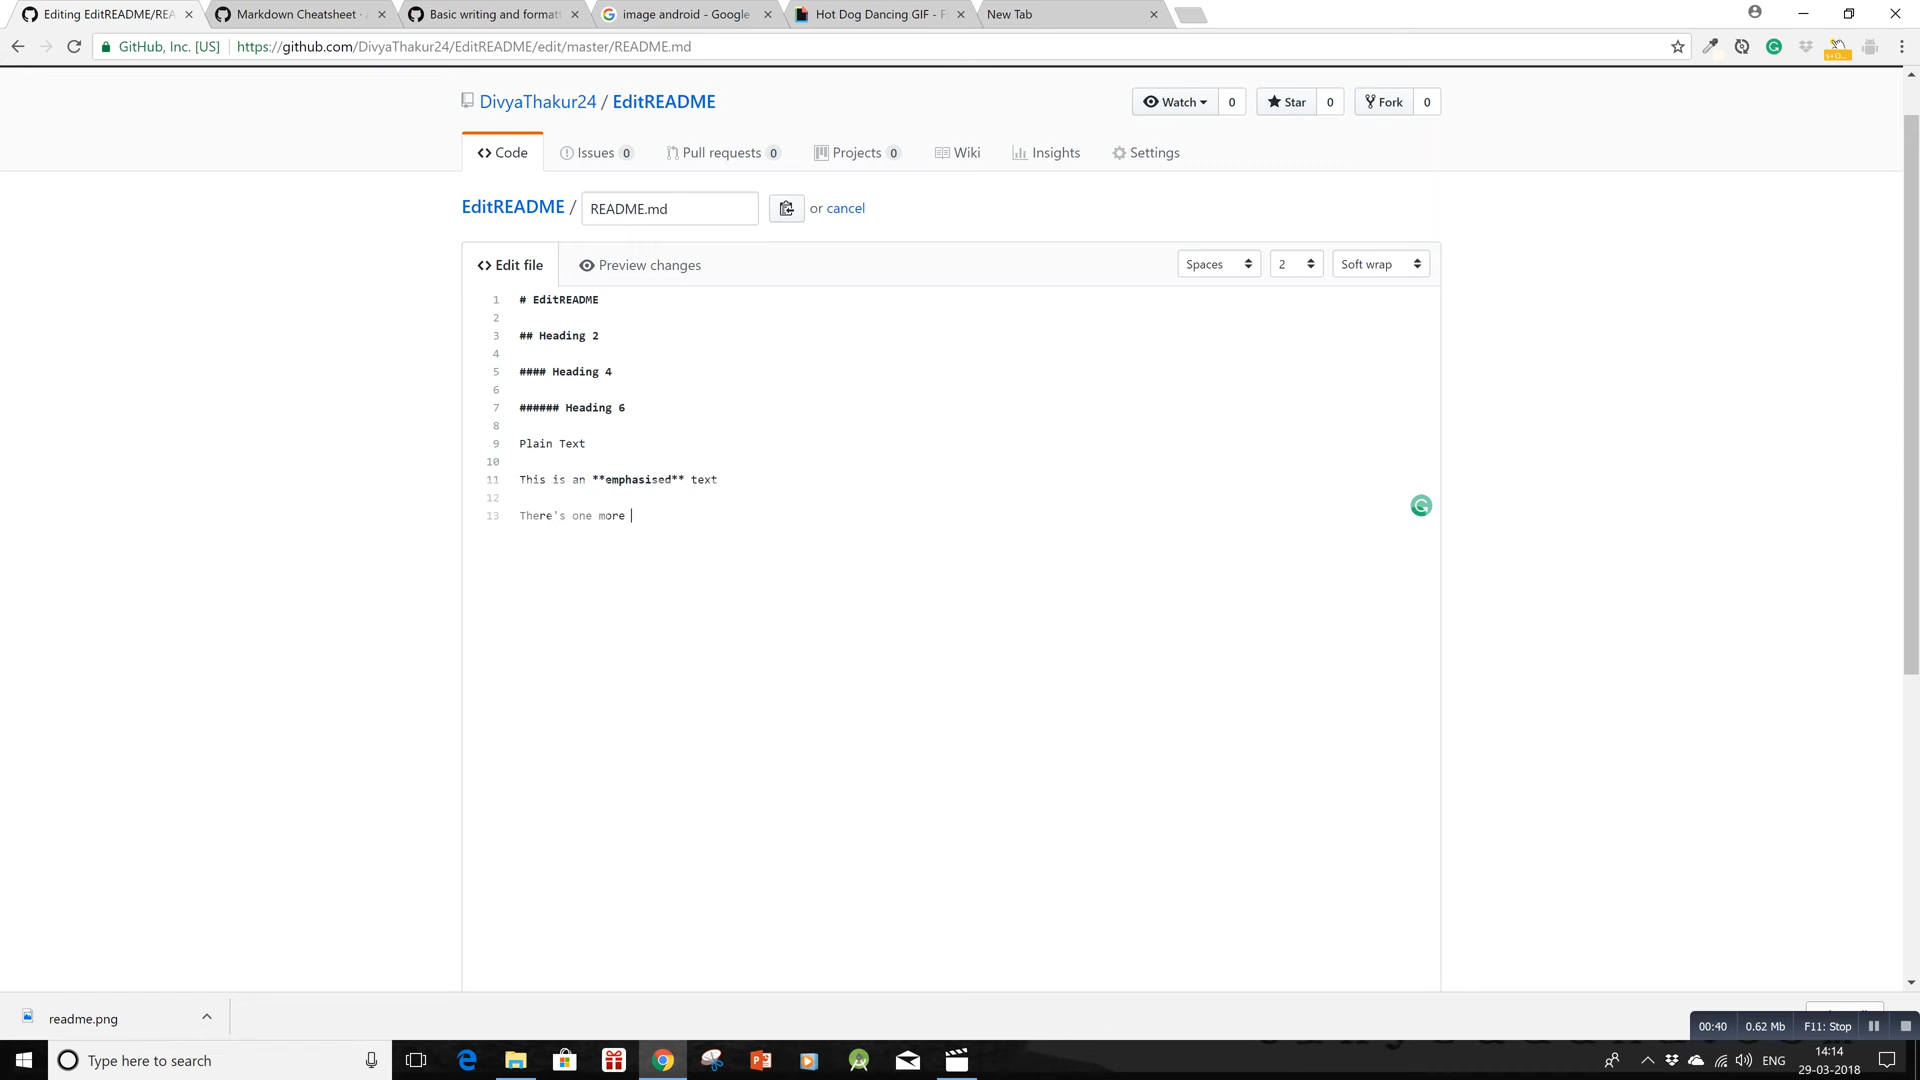 Editing EditREADME/REA
Markdown Cheatsheet ·
Basic writing and format
image android - Google
Hot Dog Dancing GIF - F
New Tab
GitHub, Inc. [US]
https://github.com/DivyaThakur24/EditREADME/edit/master/README.md
DivyaThakur24 / EditREADME
Watch 0
Star 0
Fork 0
Code
Issues 0
Pull requests 0
Projects 0
Wiki
Insights
Settings
EditREADME / README.md
or cancel
Edit file
Preview changes
Spaces
2
Soft wrap
1 # EditREADME
2
3 ## Heading 2
4
5 #### Heading 4
6
7 ###### Heading 6
8
9 Plain Text
10
11 This is an **emphasised** text
12
13 There's one more
readme.png
00:40
0.62 Mb
F11: Stop
Type here to search
ENG
14:14
29-03-2018